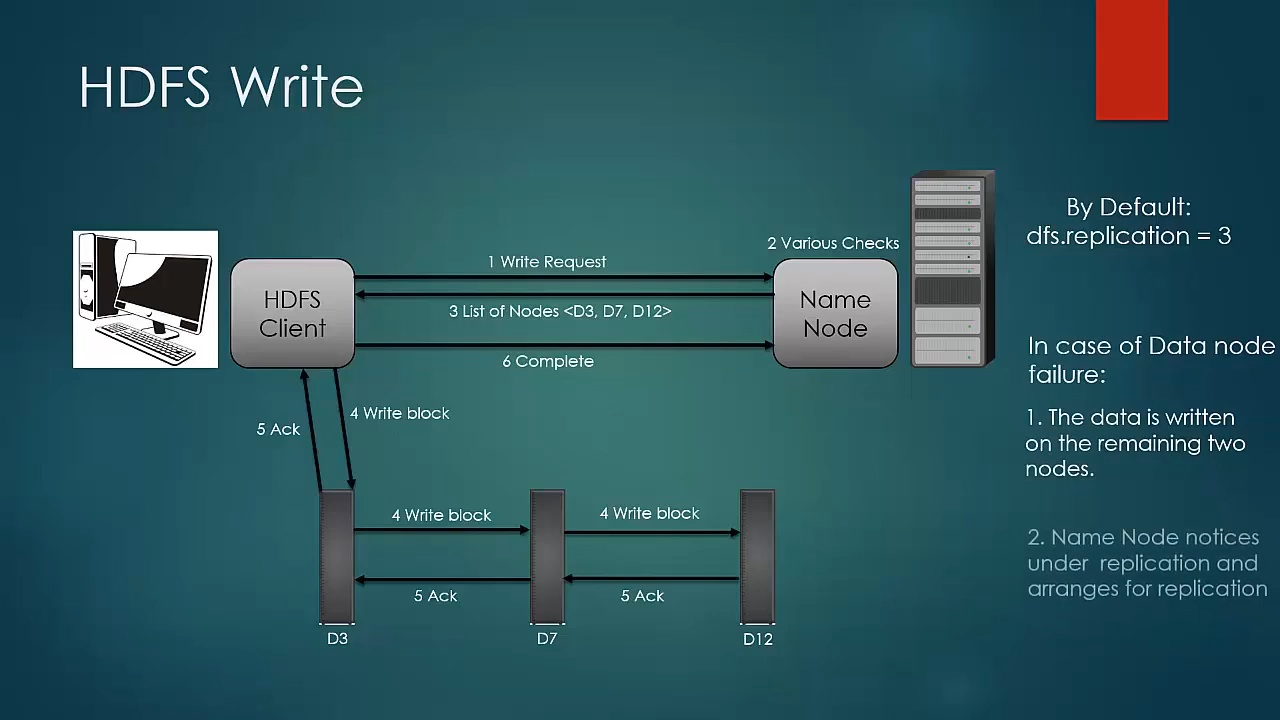 HDFS Write
By Default:
dfs.replication = 3
2 Various Checks
1 Write Request
HDFS
Client
Name
Node
3 List of Nodes <D3, D7, D12>
6 Complete
In case of Data node
failure:
4 Write block
5 Ack
1. The data is written
on the remaining two
nodes.
4 Write block
4 Write block
5 Ack
5 Ack
2. Name Node notices
under replication and
arranges for replication
D3
D7
D12